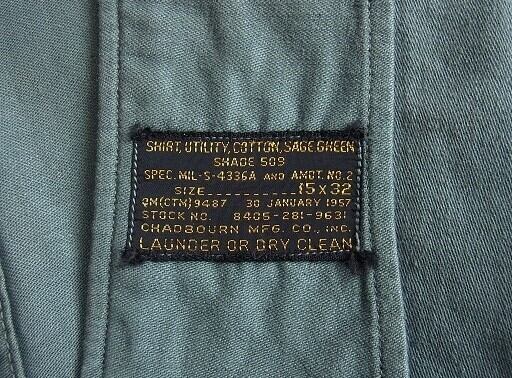 SHIRT, UTILITY, COTTON, SAGE GREEN
SHADE 509
SPEC. MIL-S-4336A AND AMDT. NO. 2
SIZE 15 X 32
QM(CTM)9487 30 JANUARY 1957
STOCK NO. 8405-281-9631
CHADBOURN MFG. CO., INC.
LAUNDER OR DRY CLEAN